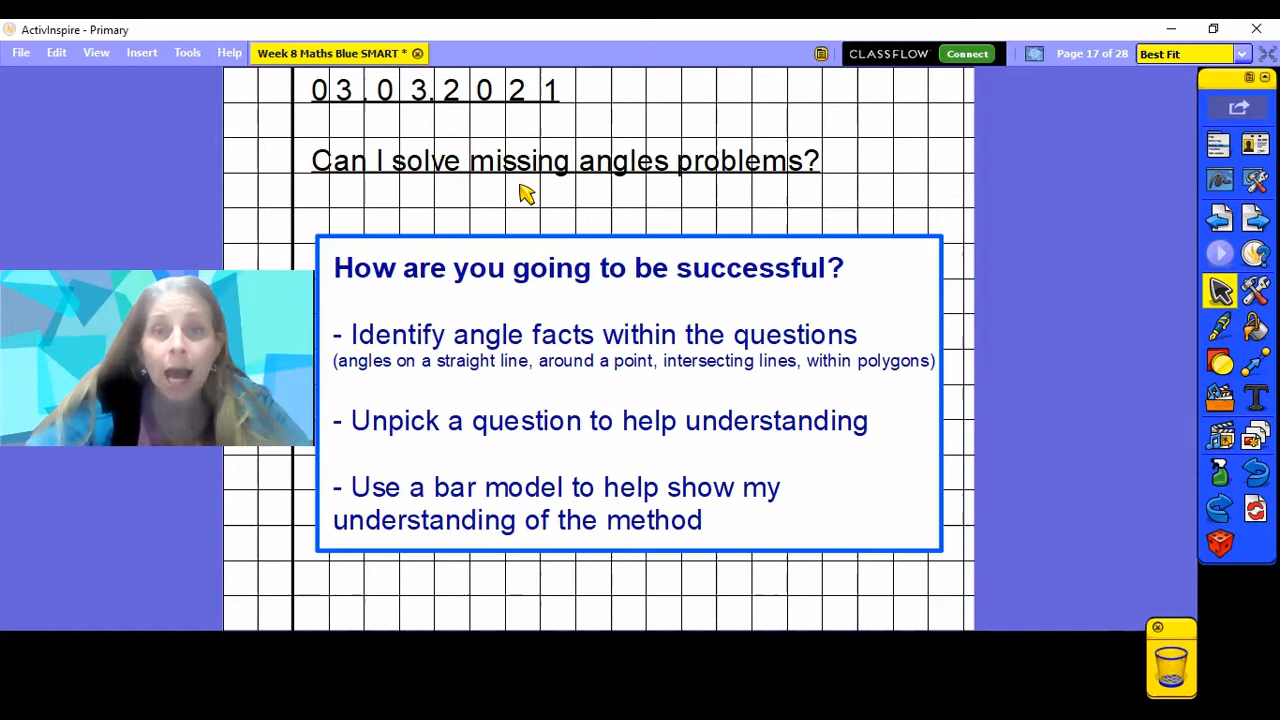 ActivInspire - Primary
File Edit View Insert Tools Help Week 8 Maths Blue SMART * CLASSFLOW Connect Page 17 of 28 Best Fit
03.03.2021
Can I solve missing angles problems?
How are you going to be successful?
- Identify angle facts within the questions
(angles on a straight line, around a point, intersecting lines, within polygons)
- Unpick a question to help understanding
- Use a bar model to help show my
understanding of the method